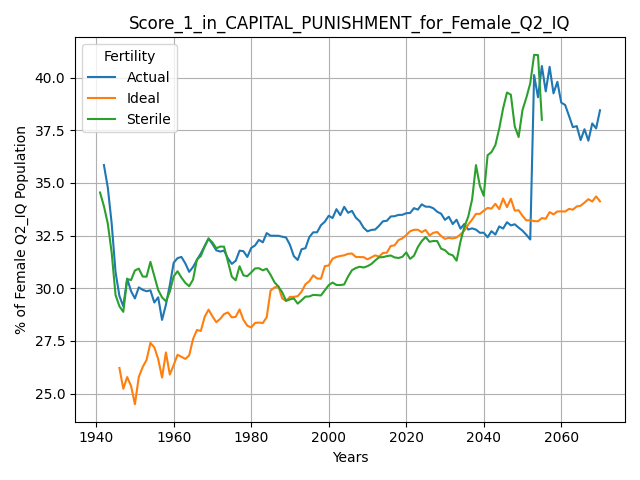 Score_1_in_CAPITAL_PUNISHMENT_for_Female_Q2_IQ
Fertility
Actual
Ideal
Sterile
% of Female Q2_IQ Population
40.0
37.5
35.0
32.5
30.0
27.5
25.0
1940 1960 1980 2000 2020 2040 2060
Years